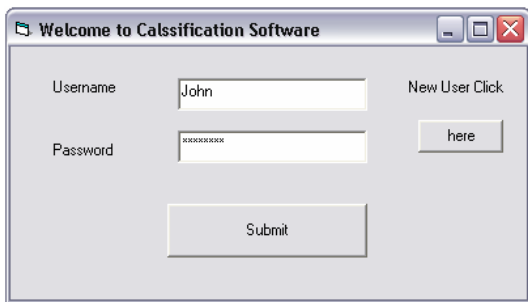 Welcome to Calssification Software
Username
John
New User Click
here
Password
********
Submit